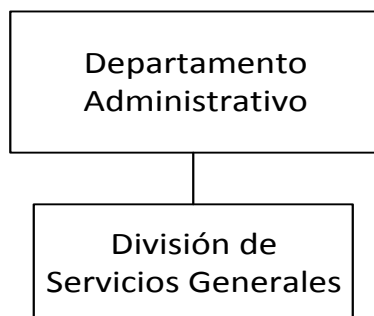 Departamento
Administrativo
División de
Servicios Generales